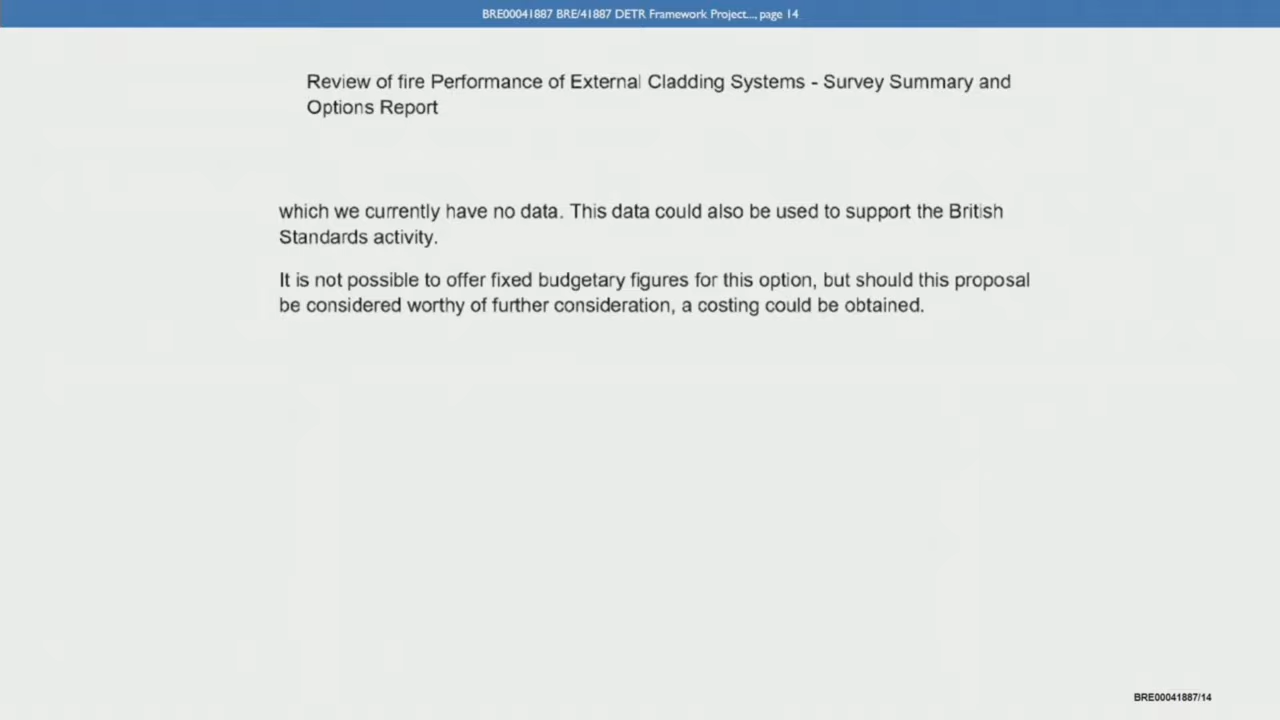 BRE00041887 BRE/41887 DETR Framework Project..., page 14
Review of fire Performance of External Cladding Systems - Survey Summary and
Options Report
which we currently have no data. This data could also be used to support the British
Standards activity.
It is not possible to offer fixed budgetary figures for this option, but should this proposal
be considered worthy of further consideration, a costing could be obtained.
BRE00041887/14